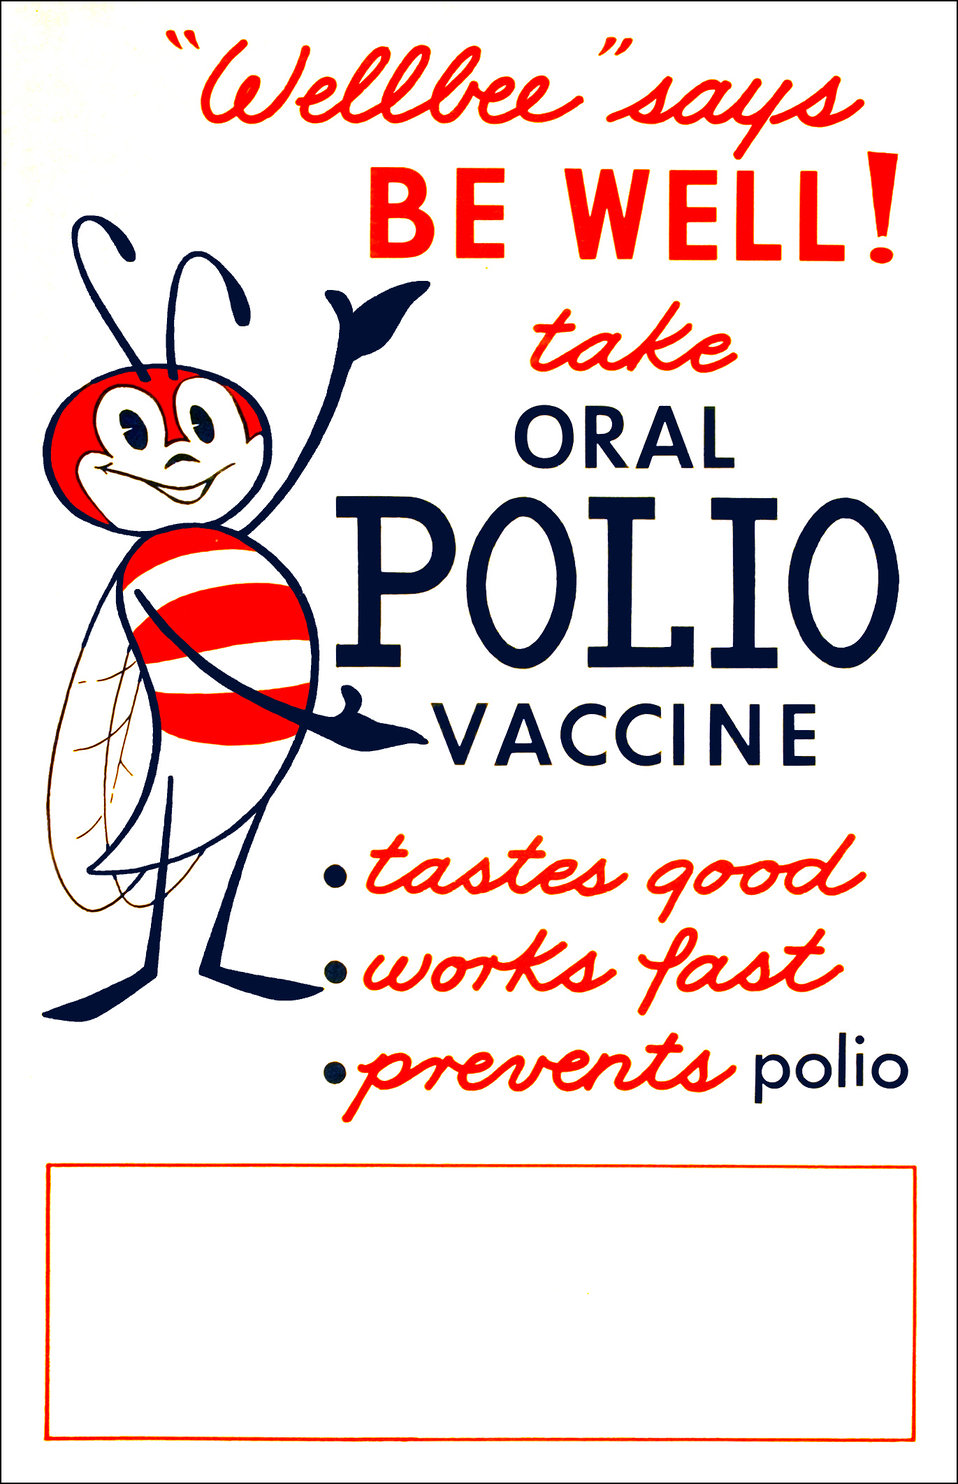 "Wellbee" says
BE WELL!
take
ORAL
POLIO
VACCINE
• tastes good
• works fast
• prevents polio